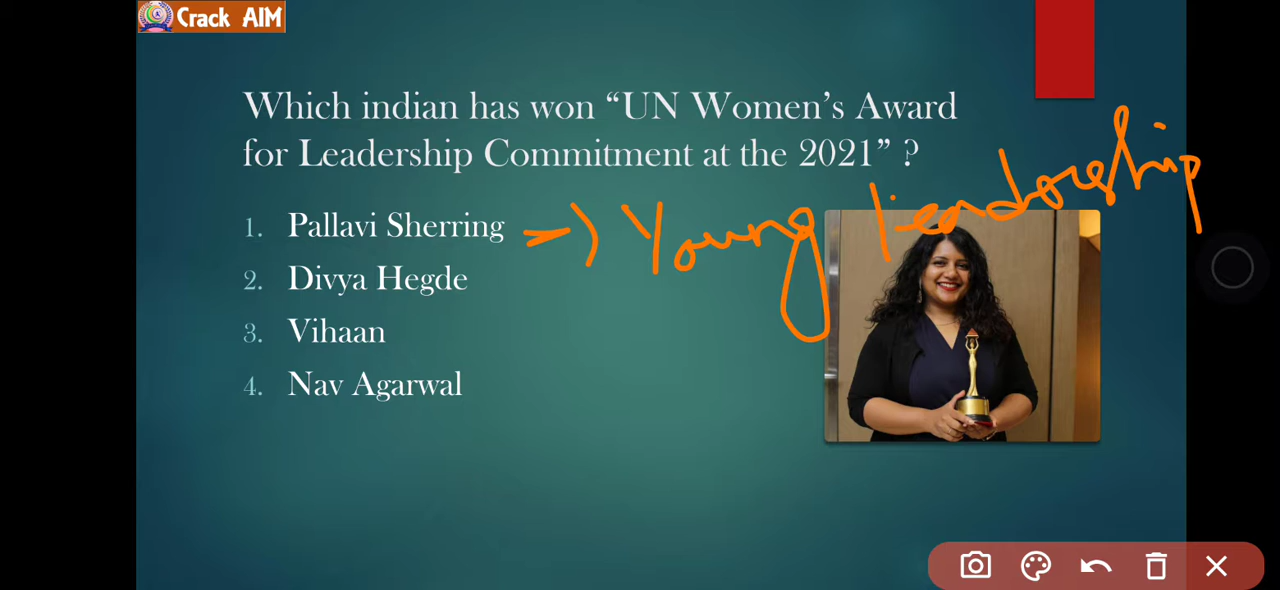 Crack AIM
Which indian has won “UN Women’s Award
for Leadership Commitment at the 2021” ?
1. Pallavi Sherring
Young leadorship
2. Divya Hegde
3. Vihaan
4. Nav Agarwal